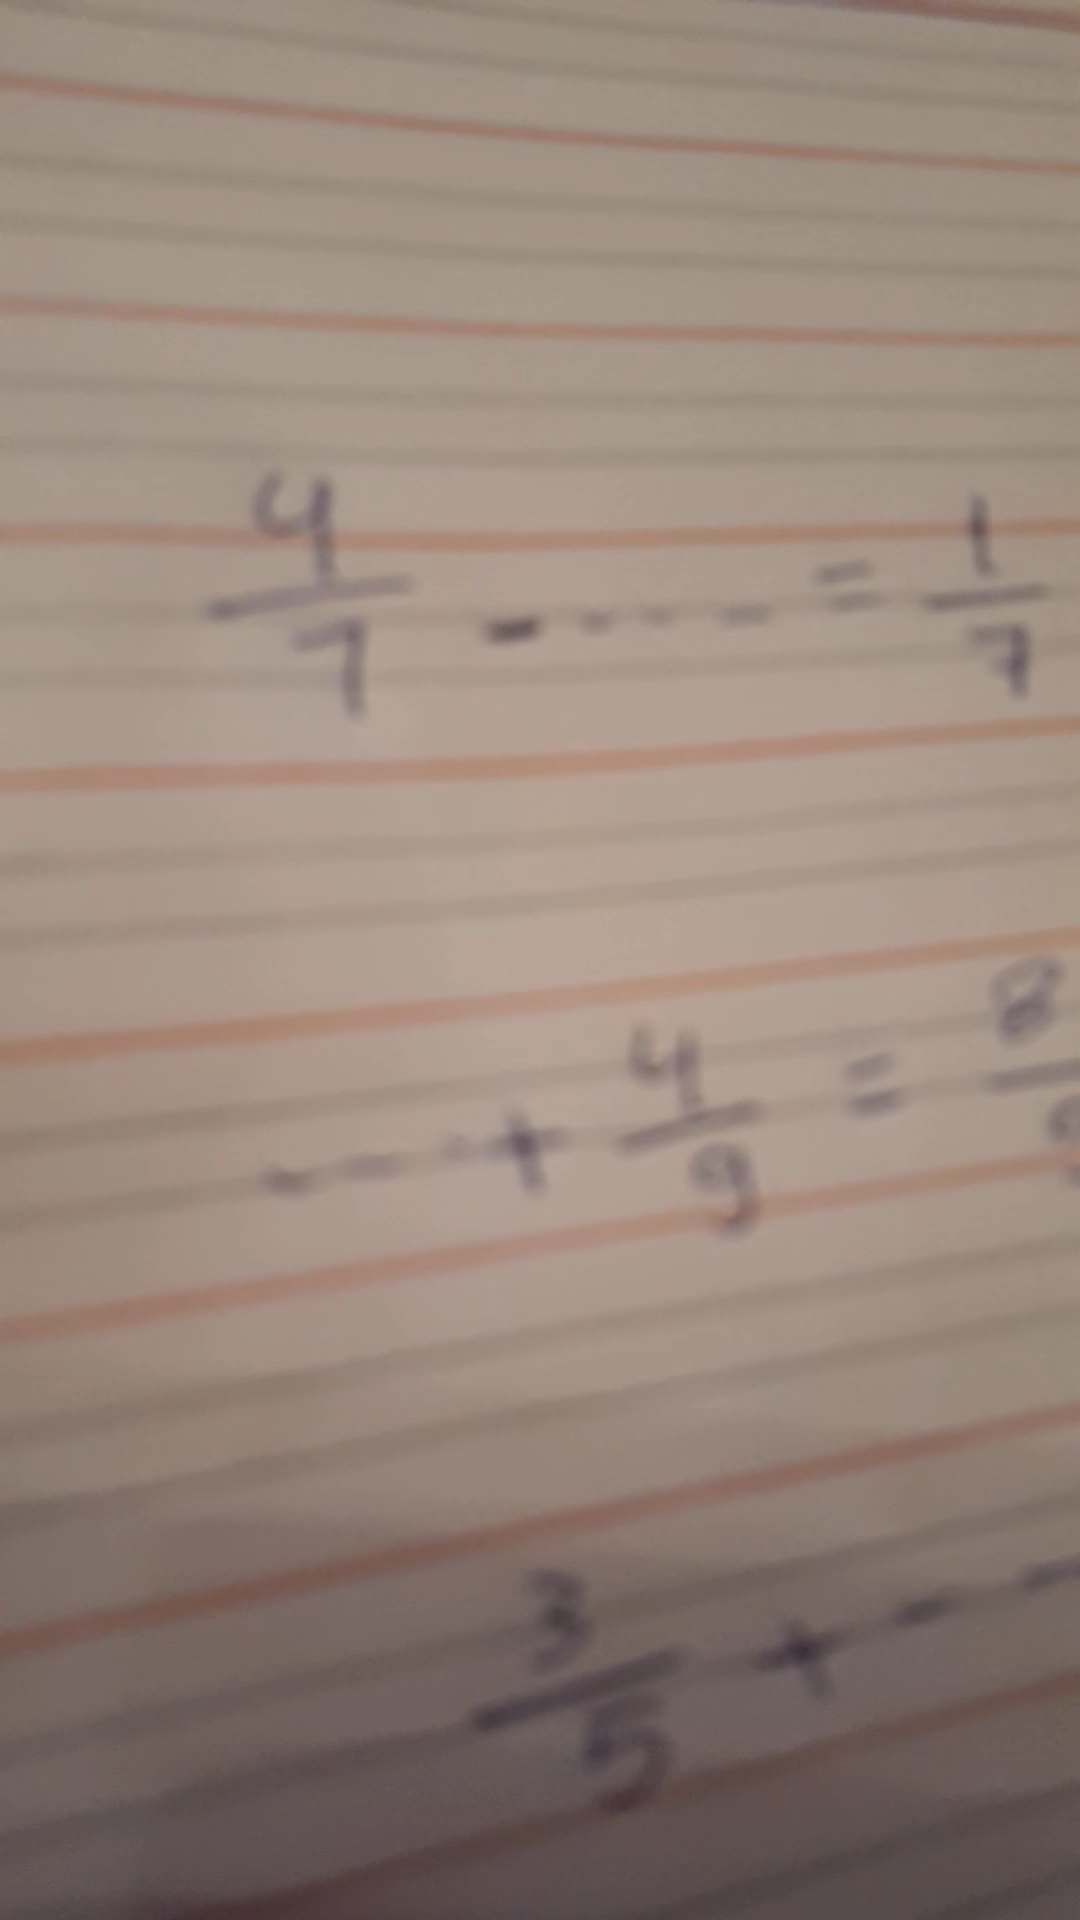 4/7 - - - - = 1/7
- - - + 4/9 = 8/
3/5 + - -